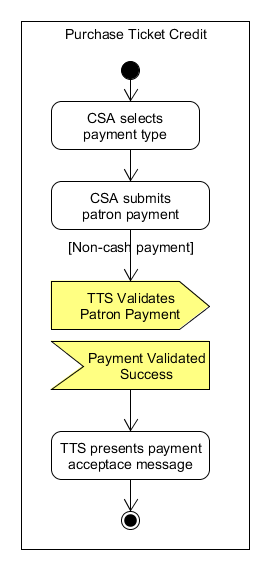 Purchase Ticket Credit
CSA selects
payment type
CSA submits
patron payment
[Non-cash payment]
TTS Validates
Patron Payment
Payment Validated
Success
TTS presents payment
acceptace message